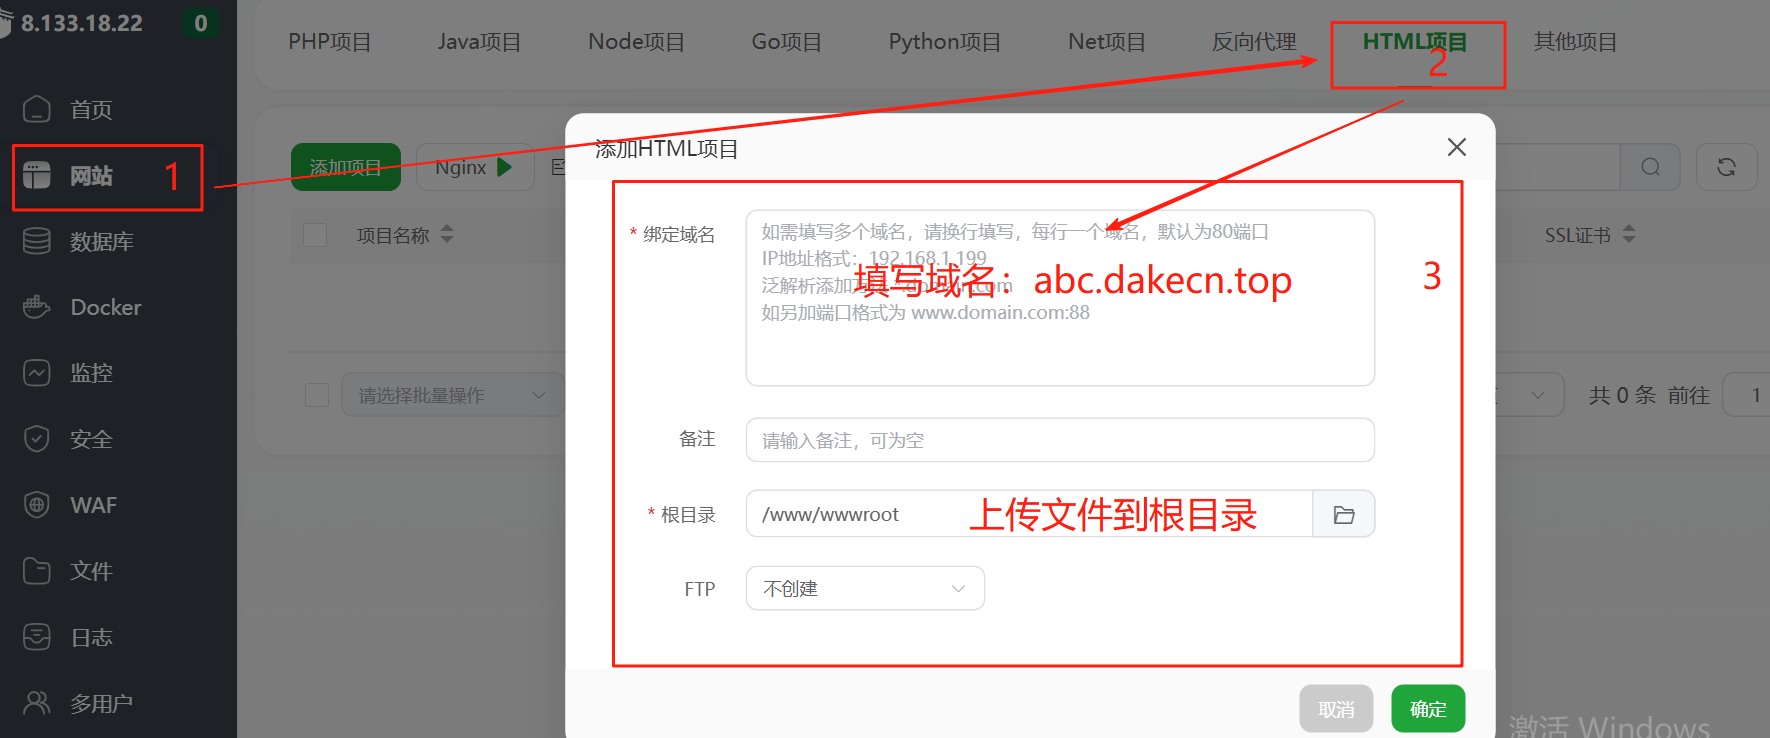 8.133.18.22 0
首页
网站 1
数据库
Docker
监控
安全
WAF
文件
日志
多用户
PHP项目 Java项目 Node项目 Go项目 Python项目 Net项目 反向代理 HTML项目 其他项目
2
添加项目 Nginx
项目名称 SSL证书
请选择批量操作
共 0 条 前往 1
添加HTML项目
* 绑定域名
如需填写多个域名，请换行填写，每行一个域名，默认为80端口
IP地址格式：192.168.1.199
泛解析添加 *.domain.com
如另加端口格式为 www.domain.com:88
填写域名：abc.dakecn.top
3
备注 请输入备注，可为空
* 根目录 /www/wwwroot
上传文件到根目录
FTP 不创建
取消 确定
激活 Windows